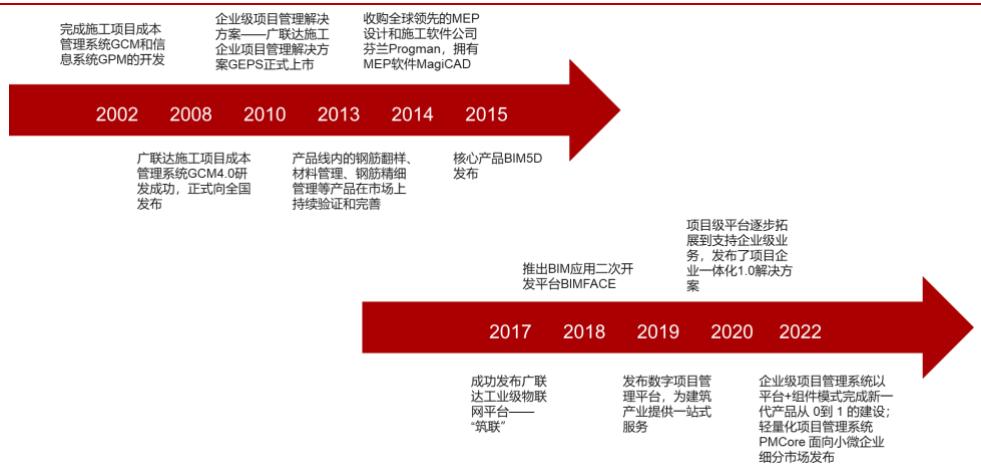 完成施工项目成本
管理系统GCM和信
息系统GPM的开发
企业级项目管理解决
方案——广联达施工
企业项目管理解决方
案GEPS正式上市
收购全球领先的MEP
设计和施工软件公司
芬兰Progman，拥有
MEP软件MagiCAD
2002 2008 2010 2013 2014 2015
广联达施工项目成本
管理系统GCM4.0研
发成功，正式向全国
发布
产品线内的钢筋翻样、
材料管理、钢筋精细
管理等产品在市场上
持续验证和完善
核心产品BIM5D
发布
推出BIM应用二次开
发平台BIMFACE
项目级平台逐步拓
展到支持企业级业
务，发布了项目企
业一体化1.0解决方
案
2017 2018 2019 2020 2022
成功发布广联
达工业级物联
网平台——
“筑联”
发布数字项目管
理平台，为建筑
产业提供一站式
服务
企业级项目管理系统以
平台+组件模式完成新一
代产品从 0到 1 的建设；
轻量化项目管理系统
PMCore 面向小微企业
细分市场发布